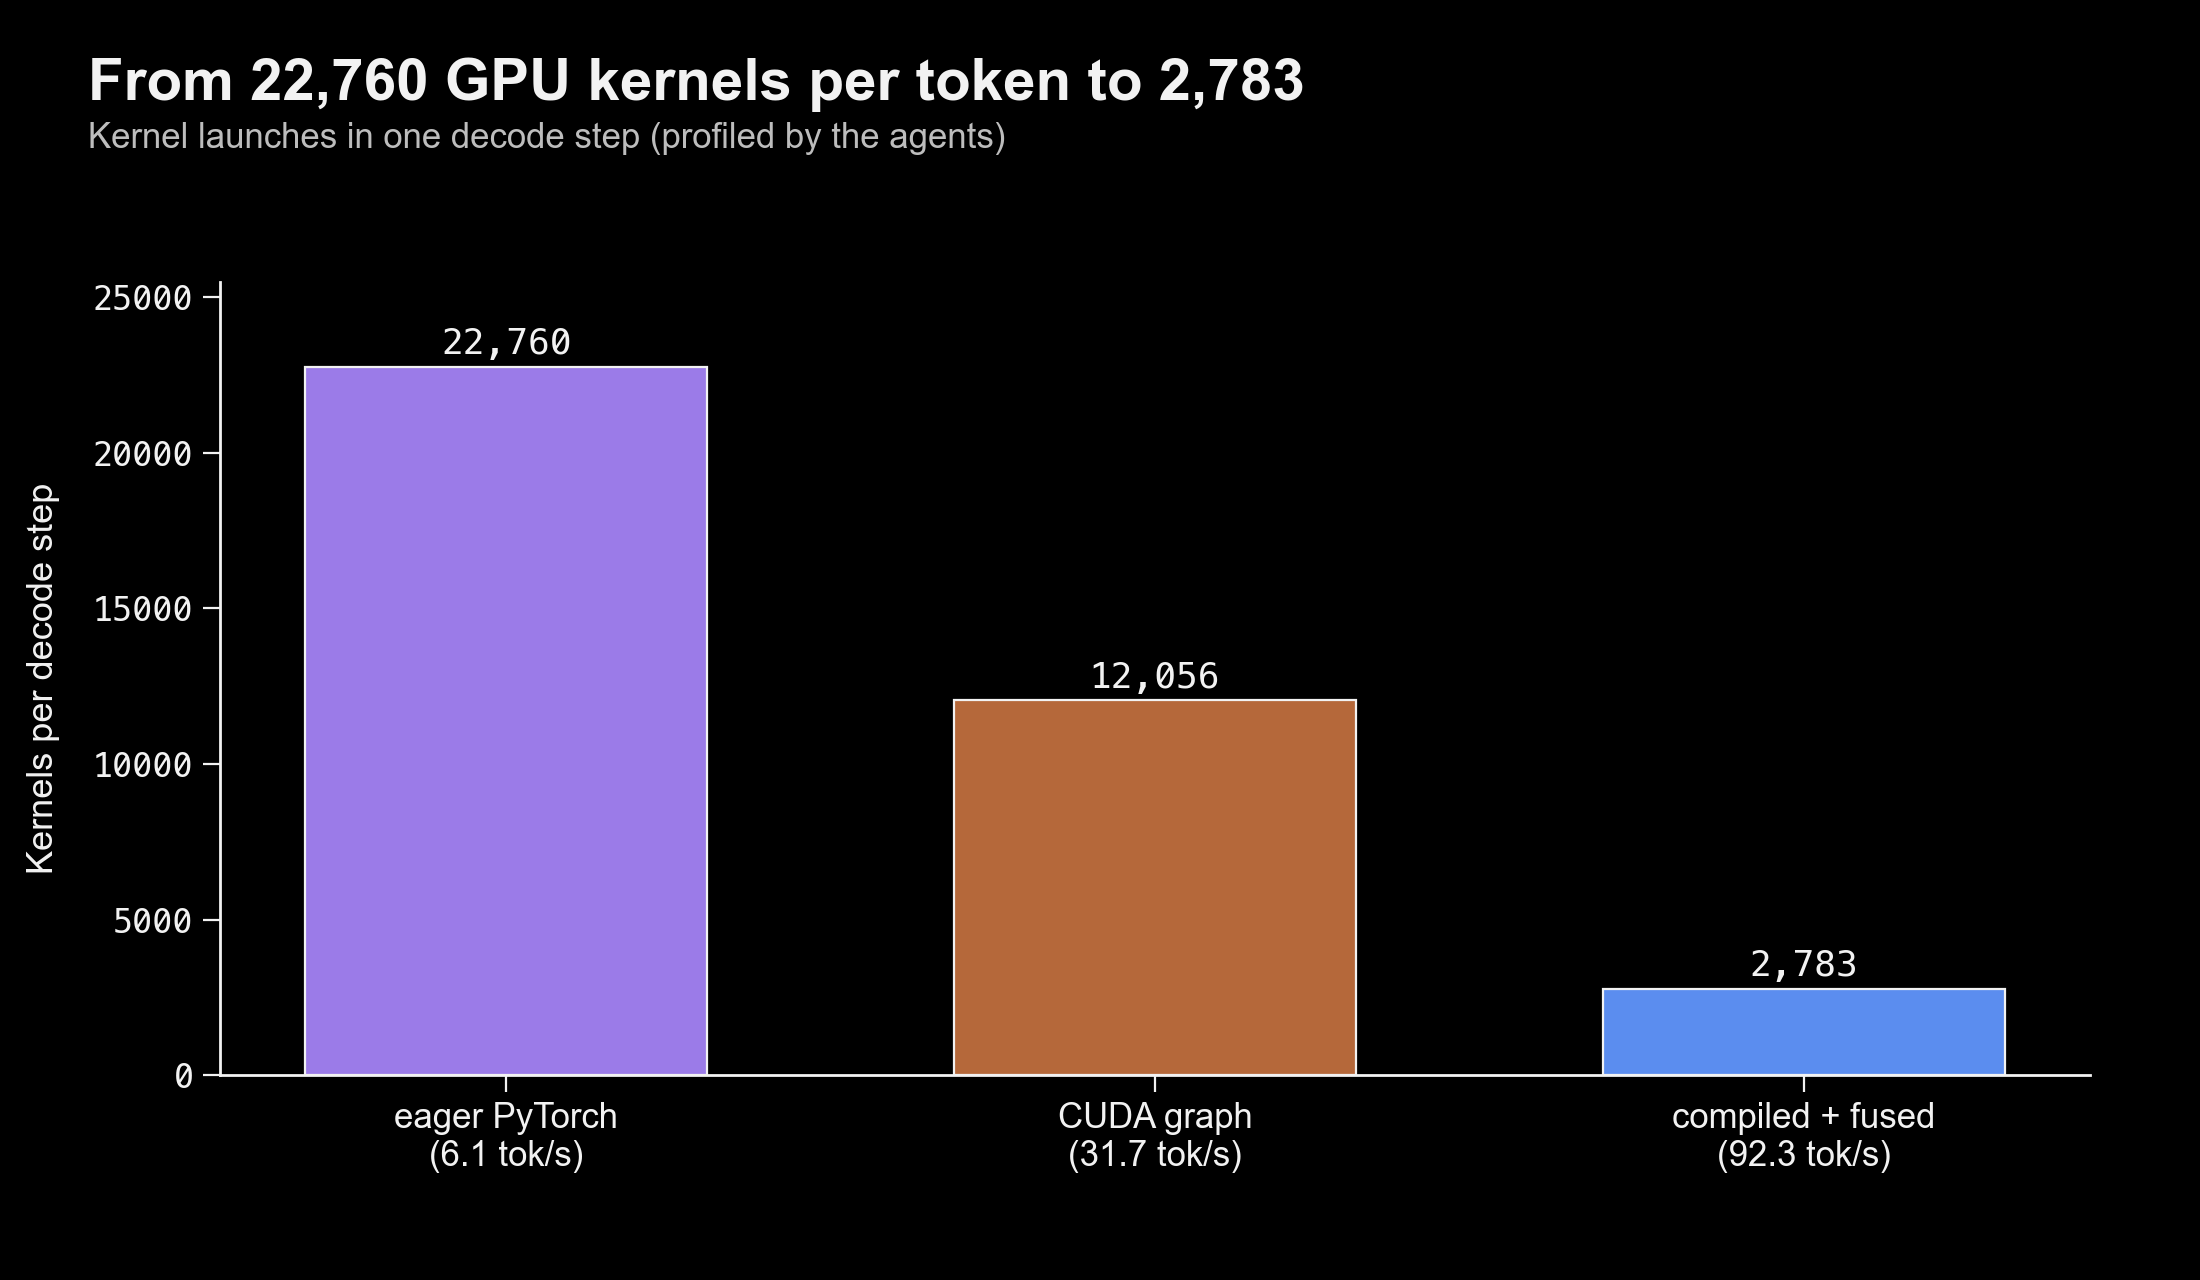 From 22,760 GPU kernels per token to 2,783
Kernel launches in one decode step (profiled by the agents)
Kernels per decode step
25000
20000
15000
10000
5000
0
22,760
12,056
2,783
eager PyTorch
(6.1 tok/s)
CUDA graph
(31.7 tok/s)
compiled + fused
(92.3 tok/s)